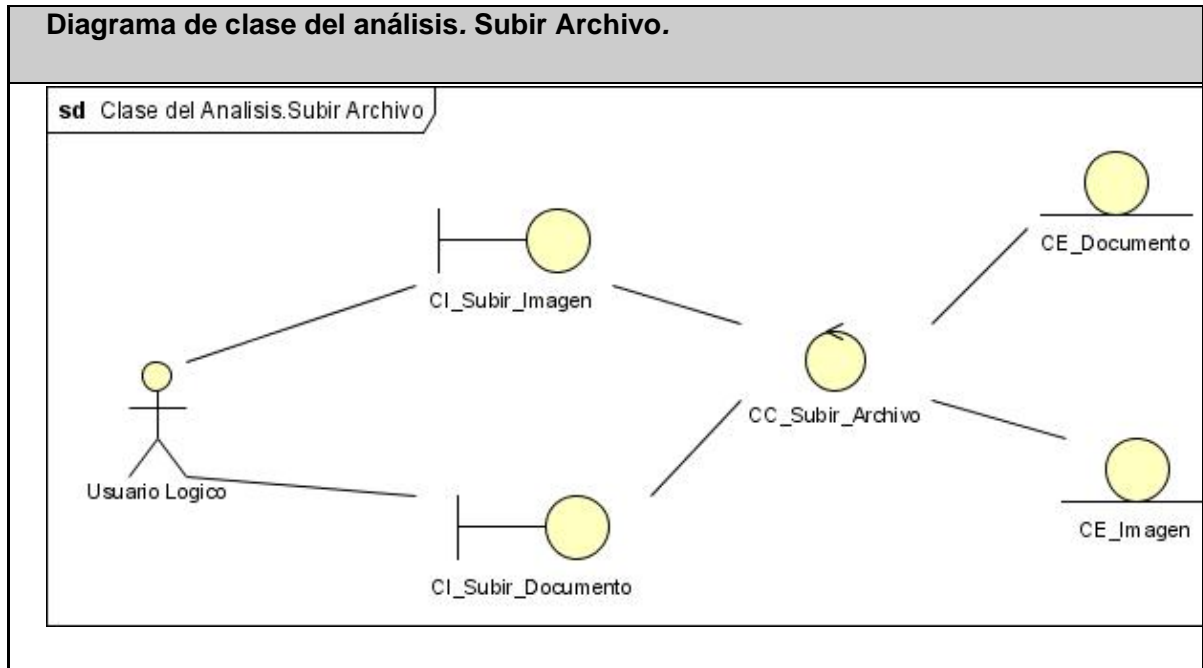 Diagrama de clase del análisis. Subir Archivo.
sd Clase del Analisis.Subir Archivo
CE_Documento
CI_Subir_Imagen
CC_Subir_Archivo
Usuario Logico
CE_Imagen
CI_Subir_Documento